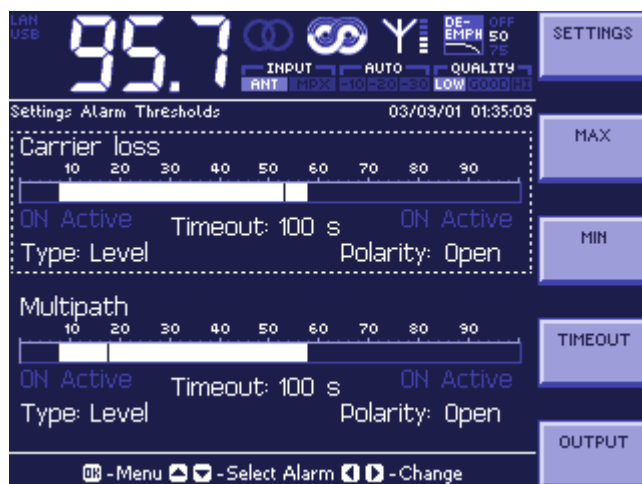 LAN
USB
95.7
DE-EMPH OFF 50 75
INPUT AUTO QUALITY
ANT MPX -10 -20 -30 LOW GOOD HI
SETTINGS
Settings Alarm Thresholds 03/09/01 01:35:09
MAX
Carrier loss
10 20 30 40 50 60 70 80 90
ON Active Timeout: 100 s ON Active
Type: Level Polarity: Open
MIN
Multipath
10 20 30 40 50 60 70 80 90
TIMEOUT
ON Active Timeout: 100 s ON Active
Type: Level Polarity: Open
OUTPUT
OK -Menu -Select Alarm -Change